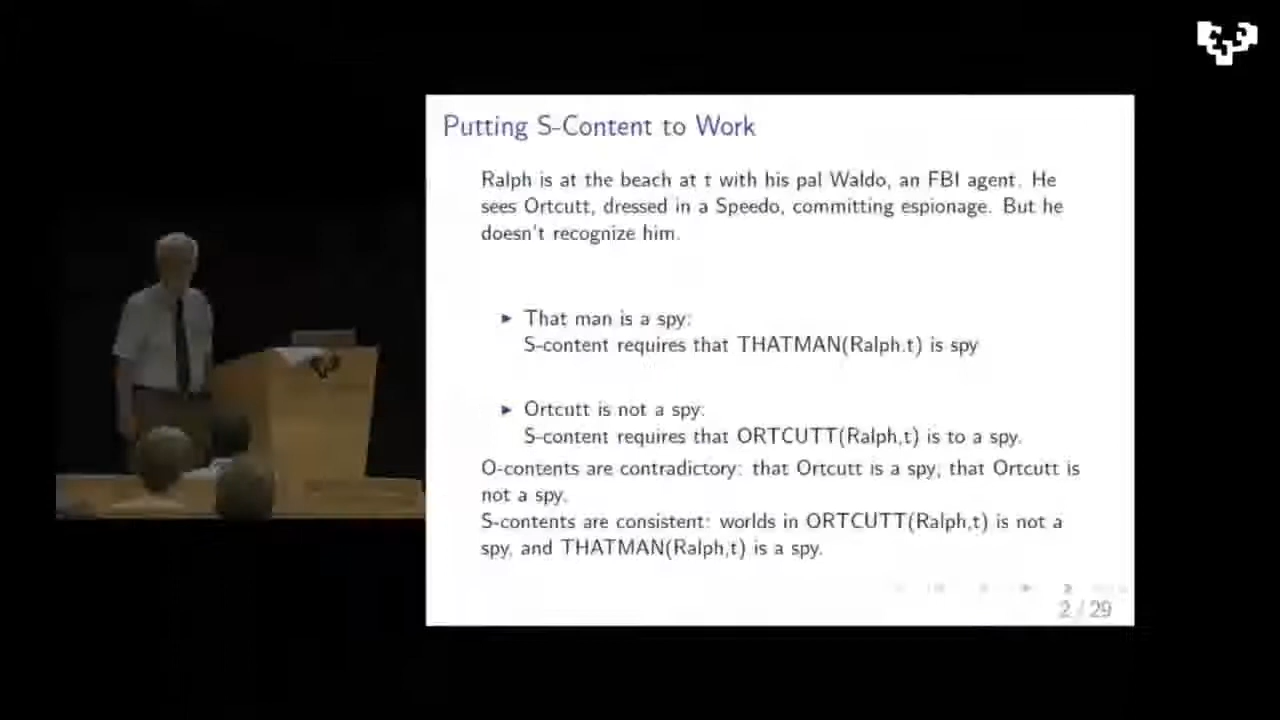 Putting S-Content to Work
Ralph is at the beach at t with his pal Waldo, an FBI agent. He
sees Ortcutt, dressed in a Speedo, committing espionage. But he
doesn't recognize him.
► That man is a spy:
S-content requires that THATMAN(Ralph.t) is spy
► Ortcutt is not a spy:
S-content requires that ORTCUTT(Ralph,t) is to a spy.
O-contents are contradictory: that Ortcutt is a spy; that Ortcutt is
not a spy.
S-contents are consistent: worlds in ORTCUTT(Ralph,t) is not a
spy, and THATMAN(Ralph,t) is a spy.
2 / 29